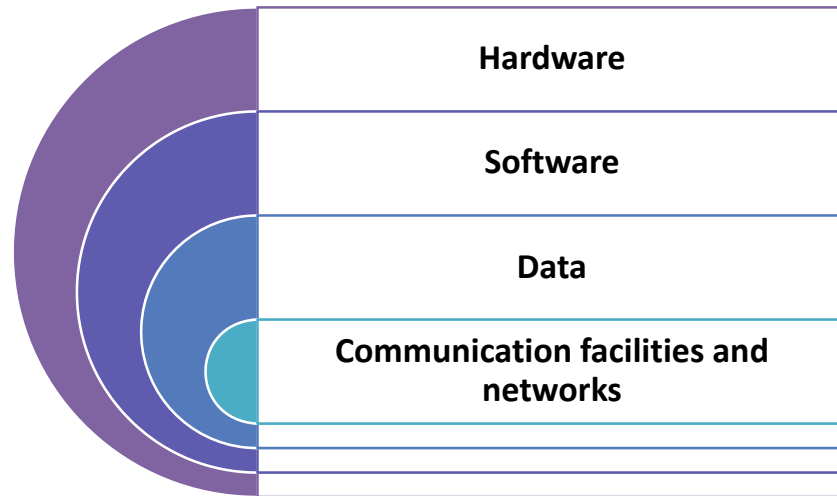 Hardware
Software
Data
Communication facilities and
networks